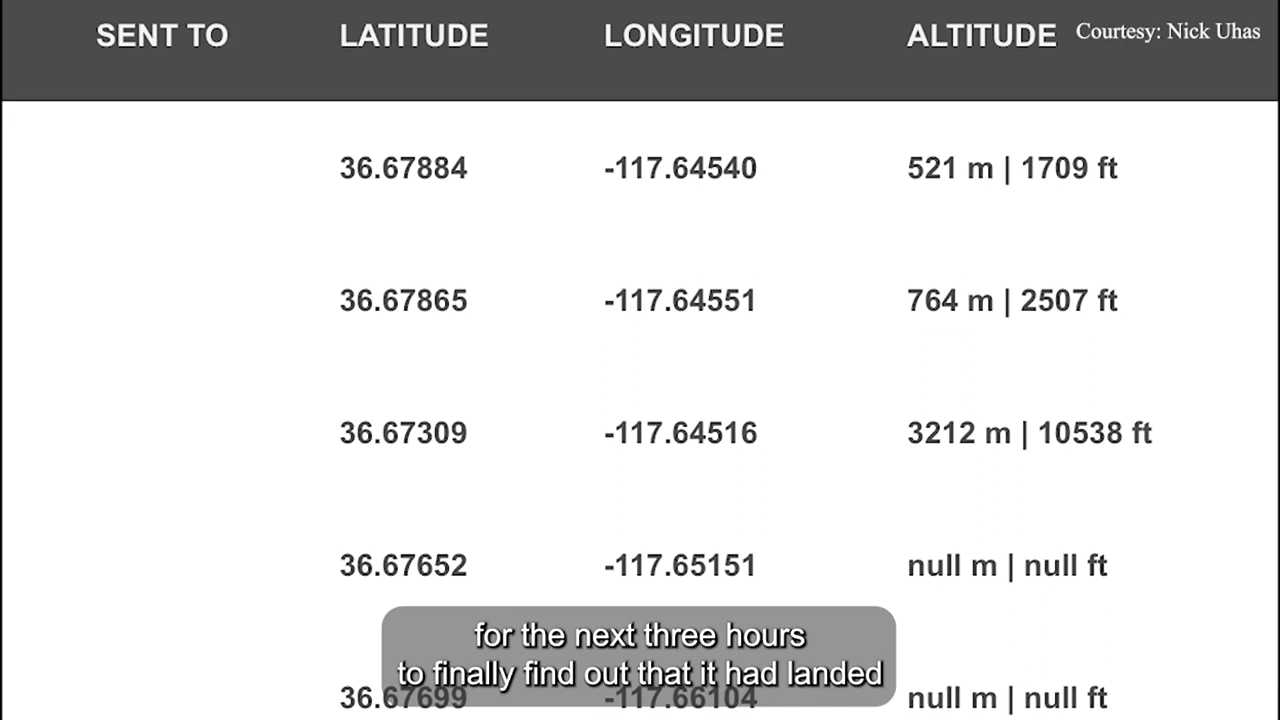 SENT TO LATITUDE LONGITUDE ALTITUDE Courtesy: Nick Uhas
36.67884 -117.64540 521 m | 1709 ft
36.67865 -117.64551 764 m | 2507 ft
36.67309 -117.64516 3212 m | 10538 ft
36.67652 -117.65151 null m | null ft
for the next three hours
to finally find out that it had landed
36.67699 -117.66104 null m | null ft